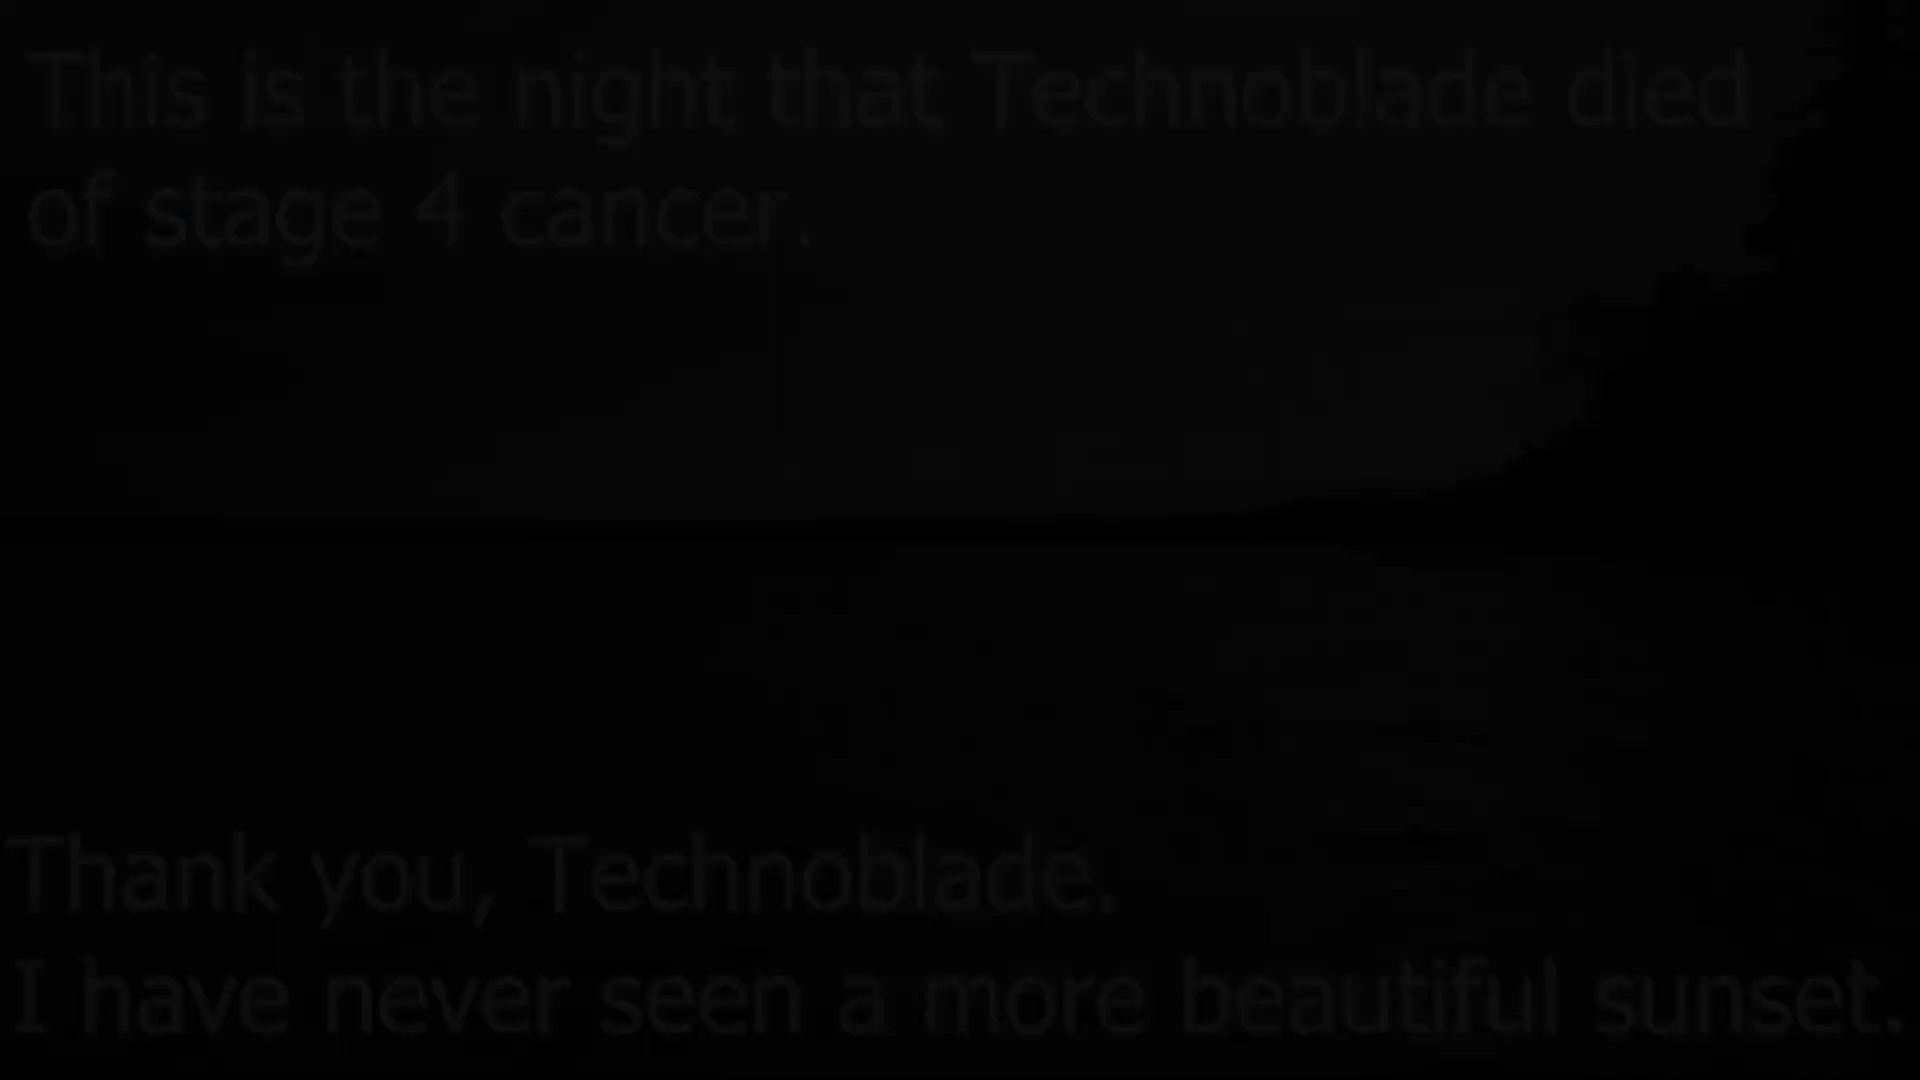 This is the night that Technoblade died
of stage 4 cancer.
Thank you, Technoblade.
I have never seen a more beautiful sunset.